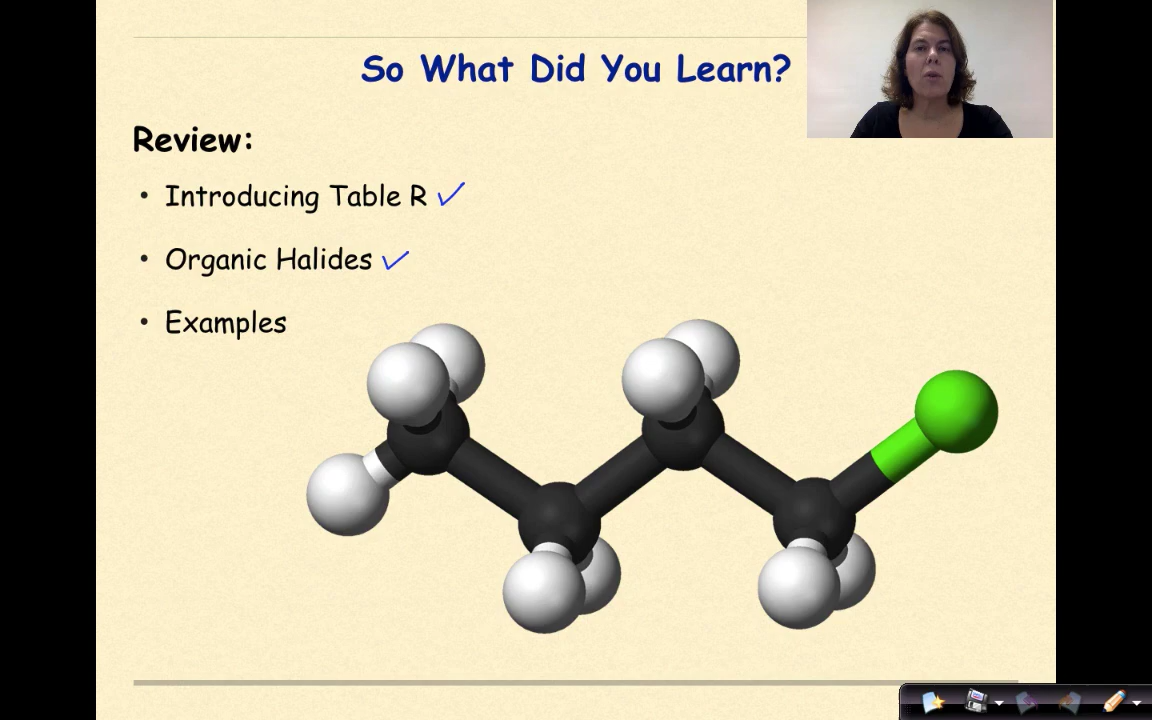 So What Did You Learn?
Review:
• Introducing Table R ✓
• Organic Halides ✓
• Examples